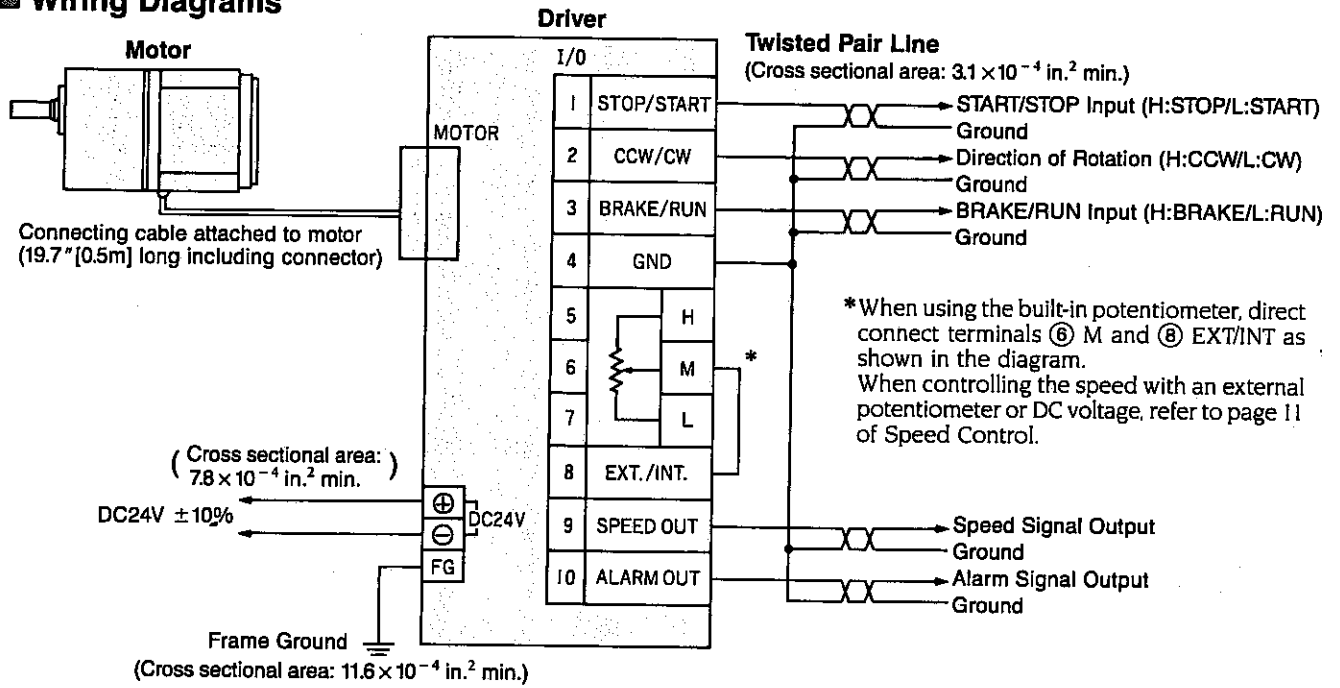 Wiring Diagrams
Driver
Motor
Twisted Pair Line
(Cross sectional area: 3.1 × 10⁻⁴ in.² min.)
I/O
MOTOR
1 STOP/START
START/STOP Input (H:STOP/L:START)
Ground
2 CCW/CW
Direction of Rotation (H:CCW/L:CW)
Ground
3 BRAKE/RUN
BRAKE/RUN Input (H:BRAKE/L:RUN)
Ground
4 GND
Connecting cable attached to motor
(19.7"[0.5m] long including connector)
5 H
6 M *
7 L
8 EXT./INT.
*When using the built-in potentiometer, direct
connect terminals ⑥ M and ⑧ EXT/INT as
shown in the diagram.
When controlling the speed with an external
potentiometer or DC voltage, refer to page 11
of Speed Control.
(Cross sectional area:
7.8 × 10⁻⁴ in.² min.)
DC24V ±10%
⊕
⊖
DC24V
FG
9 SPEED OUT
Speed Signal Output
Ground
10 ALARM OUT
Alarm Signal Output
Ground
Frame Ground
(Cross sectional area: 11.6 × 10⁻⁴ in.² min.)